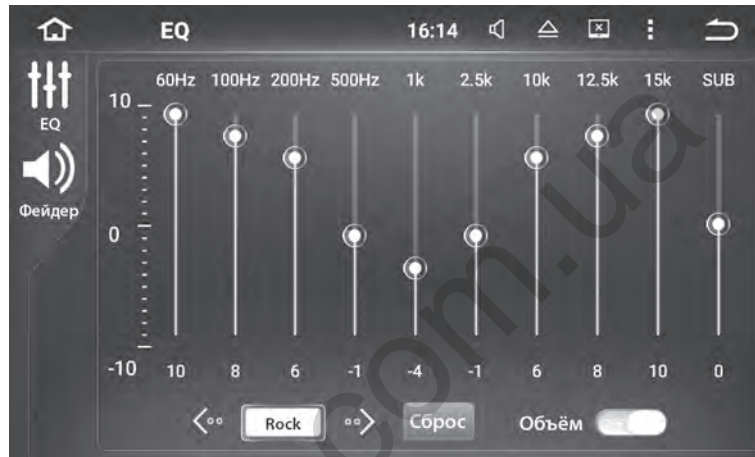 EQ 16:14
60Hz 100Hz 200Hz 500Hz 1k 2.5k 10k 12.5k 15k SUB
10
EQ
Фейдер
0
-10 10 8 6 -1 -4 -1 6 8 10 0
Rock Сброс Объём
com.ua